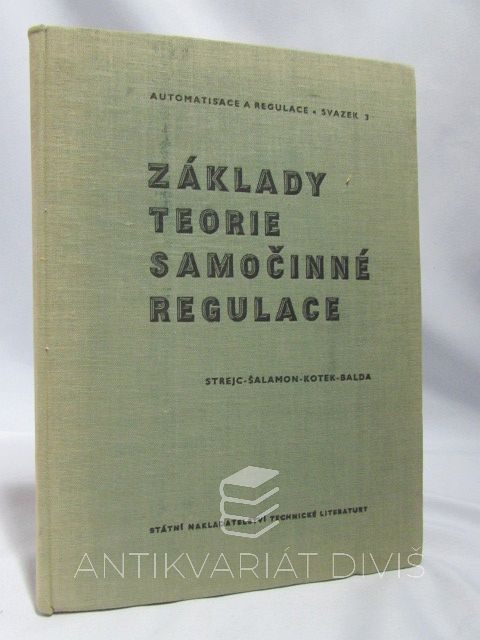 AUTOMATISACE A REGULACE • SVAZEK 3
ZÁKLADY
TEORIE
SAMOČINNÉ
REGULACE
STREJC-ŠALAMON-KOTEK-BALDA
STÁTNÍ NAKLADATELSTVÍ TECHNICKÉ LITERATURY
ANTIKVARIÁT DIVIŠ